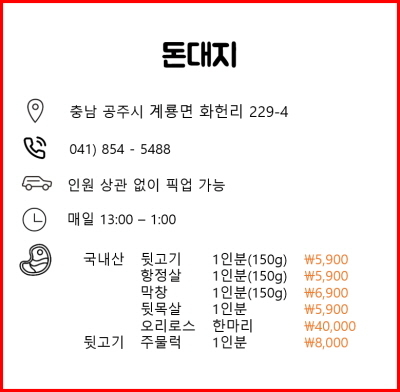 돈대지
충남 공주시 계룡면 화헌리 229-4
041) 854 - 5488
인원 상관 없이 픽업 가능
매일 13:00 – 1:00
국내산 뒷고기 1인분(150g) ₩5,900
항정살 1인분(150g) ₩5,900
막창 1인분(150g) ₩6,900
뒷목살 1인분 ₩5,900
오리로스 한마리 ₩40,000
뒷고기 주물럭 1인분 ₩8,000